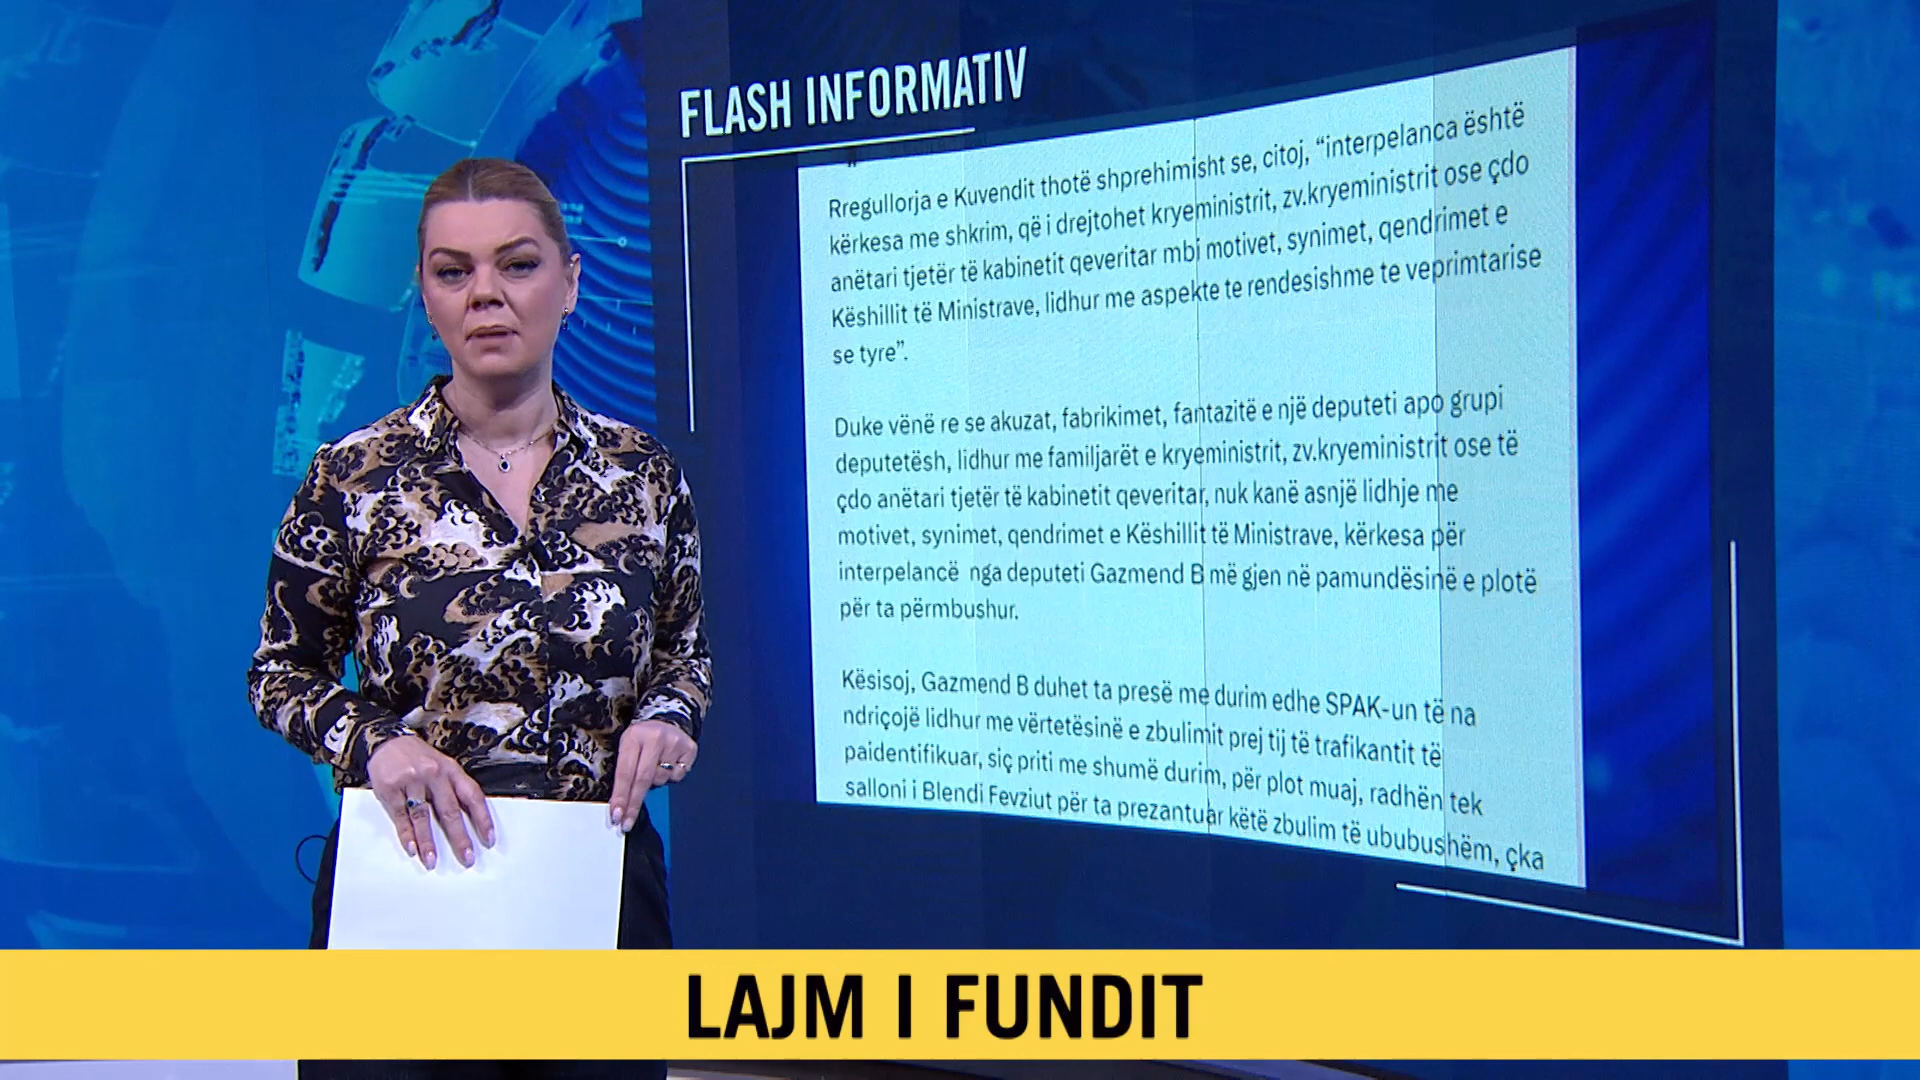 FLASH INFORMATIV
Rregullorja e Kuvendit thotë shprehimisht se, citoj, “interpelanca është
kërkesa me shkrim, që i drejtohet kryeministrit, zv.kryeministrit ose çdo
anëtari tjetër të kabinetit qeveritar mbi motivet, synimet, qendrimet e
Këshillit të Ministrave, lidhur me aspekte te rendesishme te veprimtarise
se tyre”.
Duke vënë re se akuzat, fabrikimet, fantazitë e një deputeti apo grupi
deputetësh, lidhur me familjarët e kryeministrit, zv.kryeministrit ose të
çdo anëtari tjetër të kabinetit qeveritar, nuk kanë asnjë lidhje me
motivet, synimet, qendrimet e Këshillit të Ministrave, kërkesa për
interpelancë nga deputeti Gazmend B më gjen në pamundësinë e plotë
për ta përmbushur.
Kësisoj, Gazmend B duhet ta presë me durim edhe SPAK-un të na
ndriçojë lidhur me vërtetësinë e zbulimit prej tij të trafikantit të
paidentifikuar, siç priti me shumë durim, për plot muaj, radhën tek
salloni i Blendi Fevziut për ta prezantuar këtë zbulim të ububushëm, çka
LAJM I FUNDIT